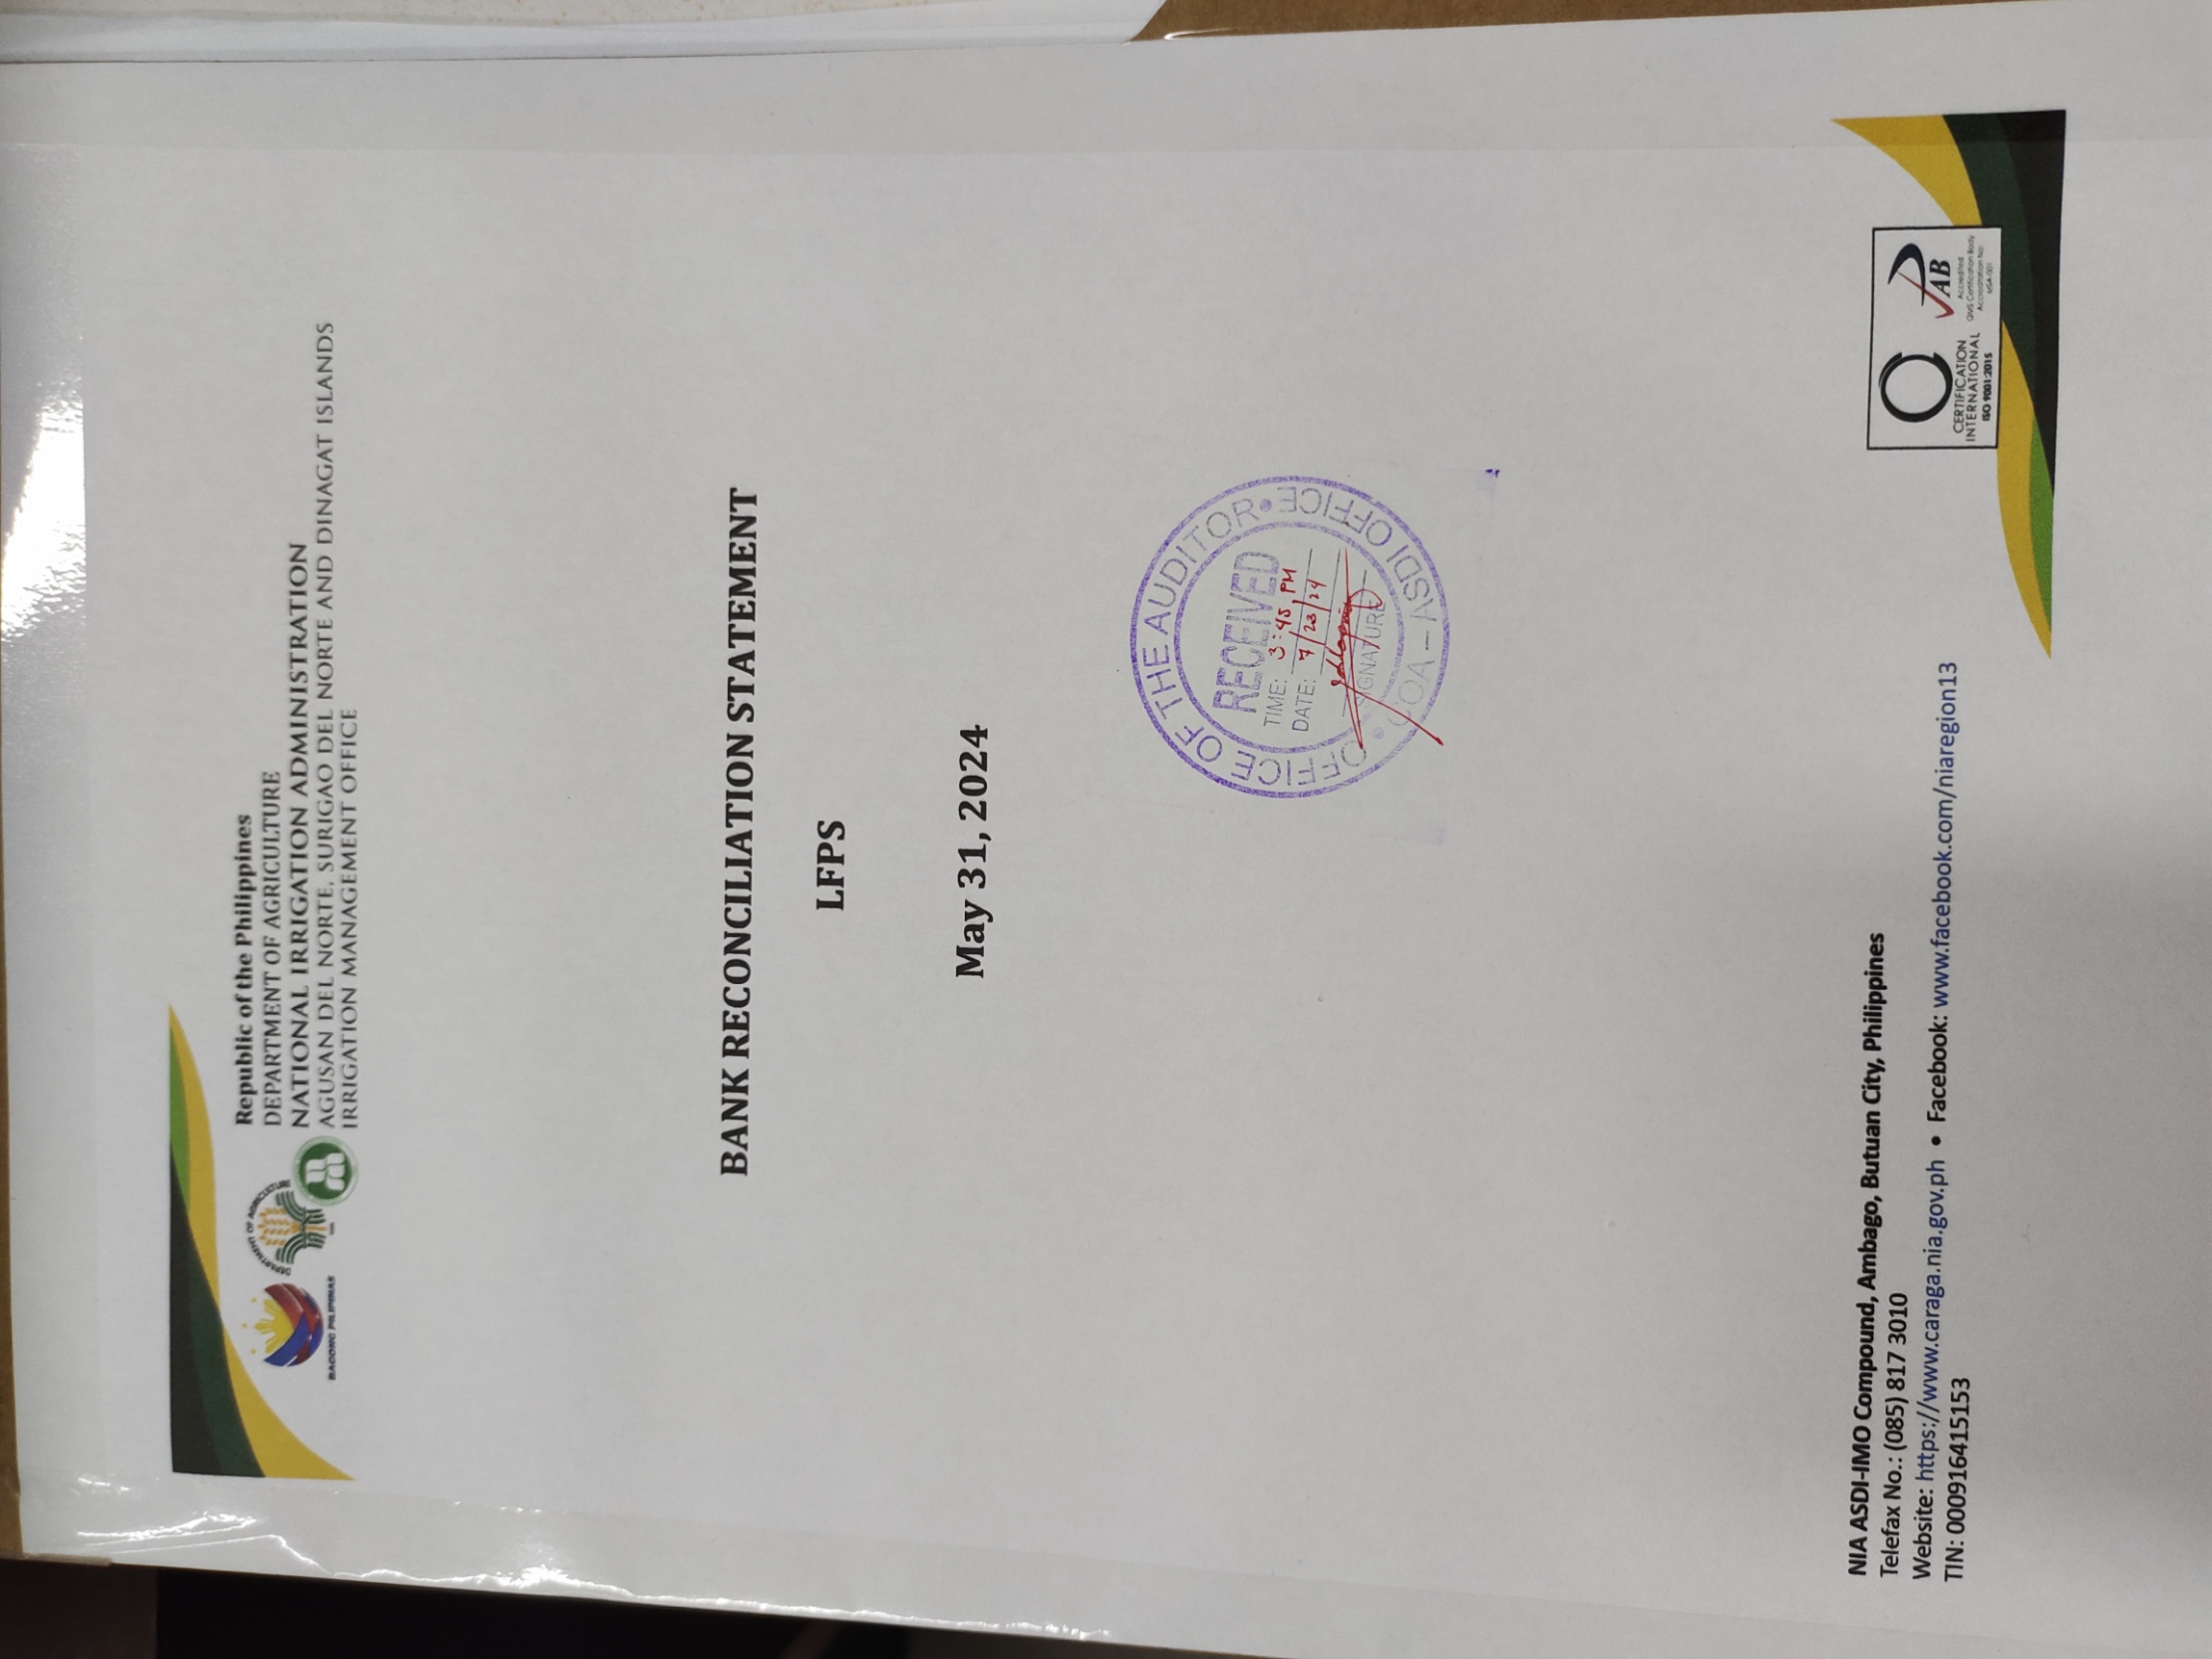 Republic of the Philippines
DEPARTMENT OF AGRICULTURE
NATIONAL IRRIGATION ADMINISTRATION
AGUSAN DEL NORTE, SURIGAO DEL NORTE AND DINAGAT ISLANDS
IRRIGATION MANAGEMENT OFFICE
BAGONG PILIPINAS
DEPARTMENT OF AGRICULTURE
BANK RECONCILIATION STATEMENT
LFPS
May 31, 2024
OFFICE OF THE AUDITOR
RECEIVED
TIME: 3:45 PM
DATE: 7/23/24
SIGNATURE
COA – ASDI OFFICE
NIA ASDI-IMO Compound, Ambago, Butuan City, Philippines
Telefax No.: (085) 817 3010
Website: https://www.caraga.nia.gov.ph • Facebook: www.facebook.com/niaregion13
TIN: 000916415153
CERTIFICATION
INTERNATIONAL
ISO 9001:2015
PAB
Accredited
QMS Certification Body
Accreditation No:
MSA-001